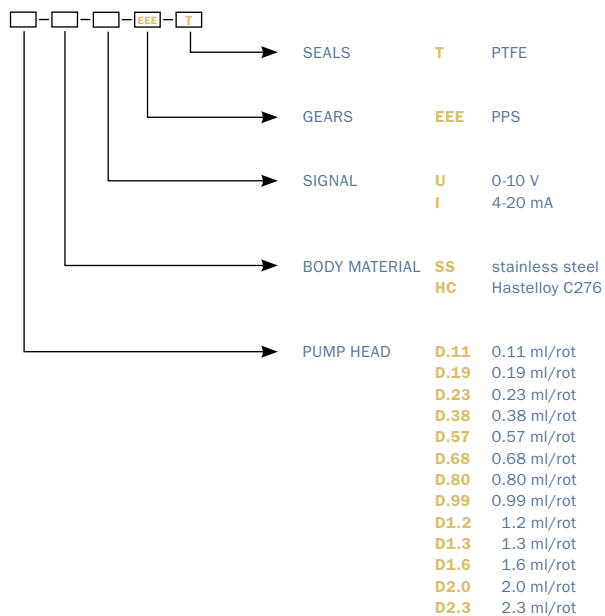 EEE T
SEALS T PTFE
GEARS EEE PPS
SIGNAL U 0-10 V
I 4-20 mA
BODY MATERIAL SS stainless steel
HC Hastelloy C276
PUMP HEAD D.11 0.11 ml/rot
D.19 0.19 ml/rot
D.23 0.23 ml/rot
D.38 0.38 ml/rot
D.57 0.57 ml/rot
D.68 0.68 ml/rot
D.80 0.80 ml/rot
D.99 0.99 ml/rot
D1.2 1.2 ml/rot
D1.3 1.3 ml/rot
D1.6 1.6 ml/rot
D2.0 2.0 ml/rot
D2.3 2.3 ml/rot